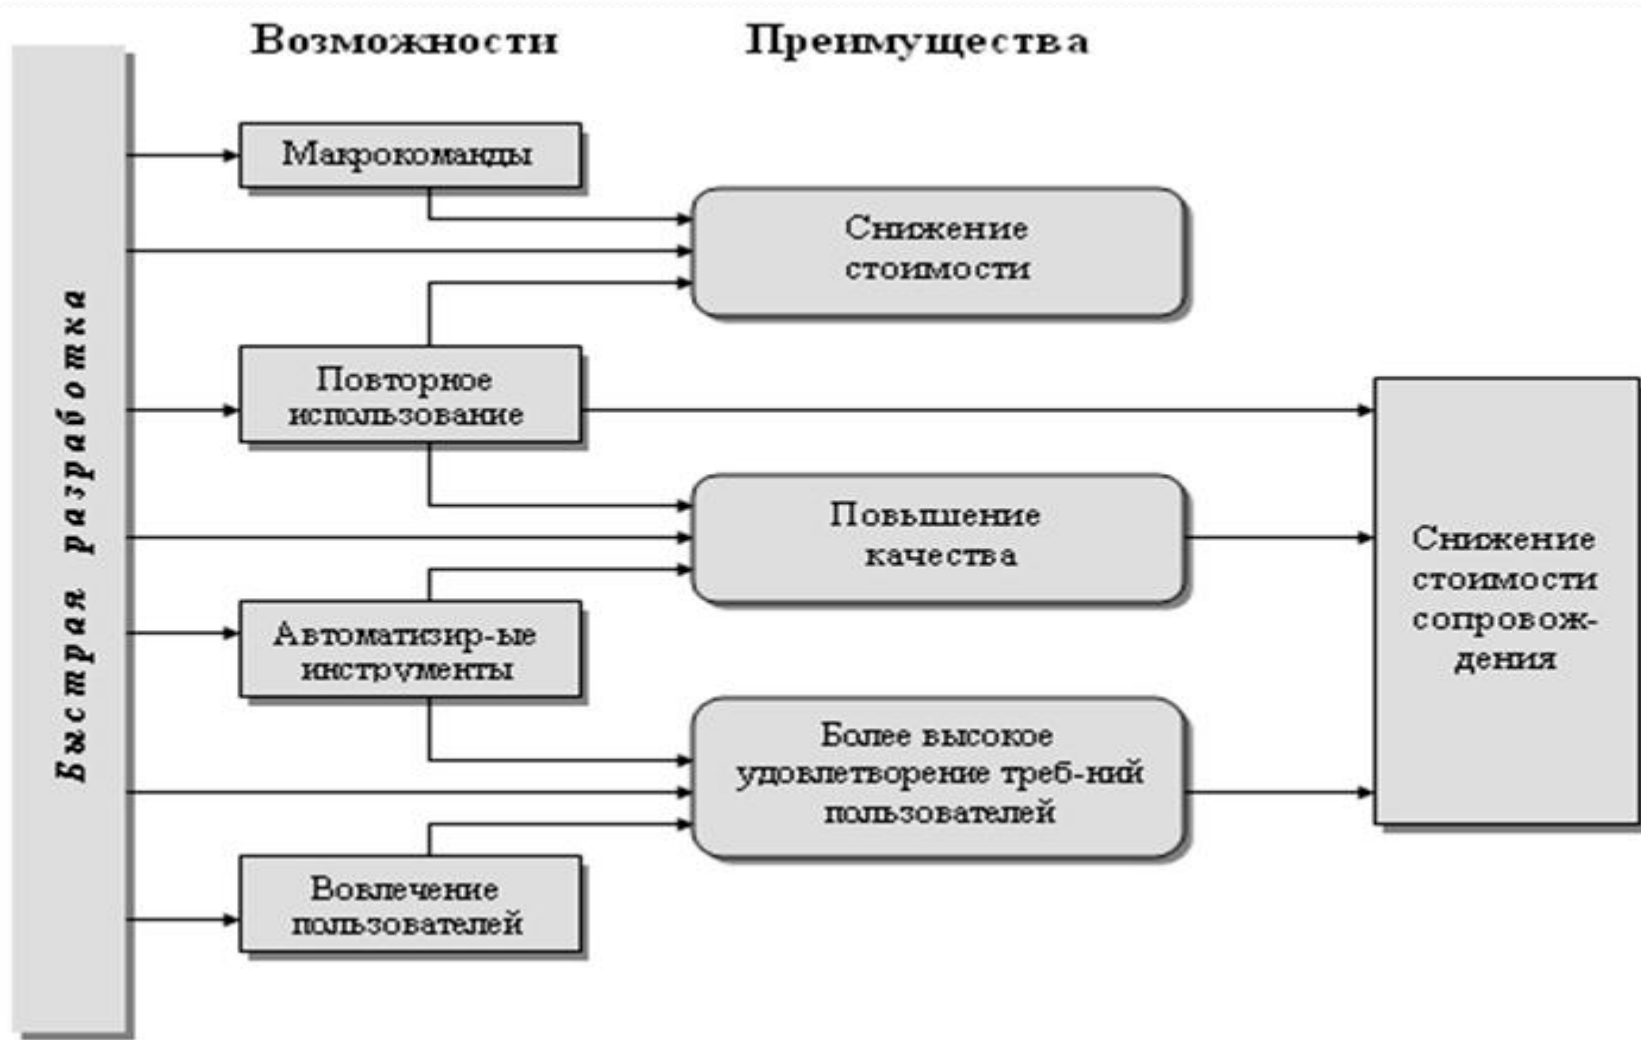 Возможности
Преимущества
Быстрая разработка
Макрокоманды
Снижение
стоимости
Повторное
использование
Повышение
качества
Автоматизир-ые
инструменты
Более высокое
удовлетворение треб-ний
пользователей
Вовлечение
пользователей
Снижение
стоимости
сопровож-
дения